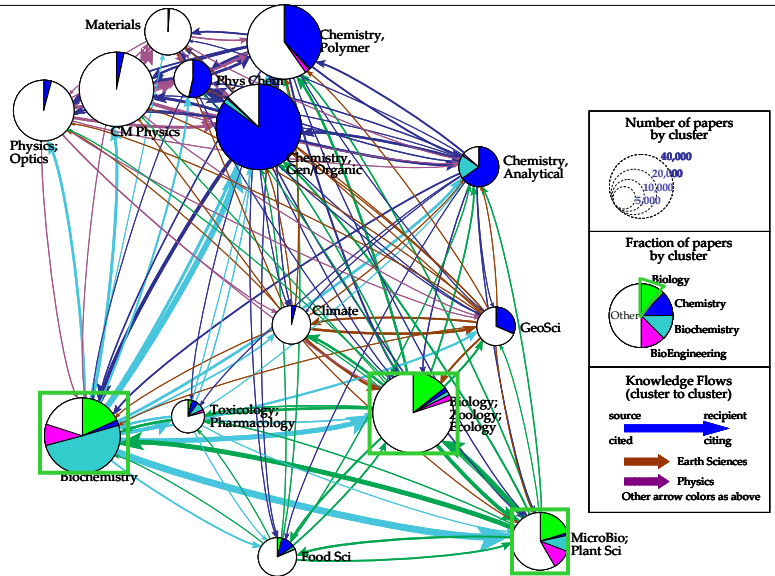 Materials
Chemistry,
Polymer
Phys Chem
Physics;
Optics
CM Physics
Chemistry,
Gen/Organic
Chemistry,
Analytical
Climate
GeoSci
Toxicology;
Pharmacology
Biology;
Zoology;
Ecology
Biochemistry
Food Sci
MicroBio;
Plant Sci
Number of papers
by cluster
40,000
20,000
10,000
5,000
Fraction of papers
by cluster
Biology
Other
Chemistry
Biochemistry
BioEngineering
Knowledge Flows
(cluster to cluster)
source recipient
cited citing
Earth Sciences
Physics
Other arrow colors as above